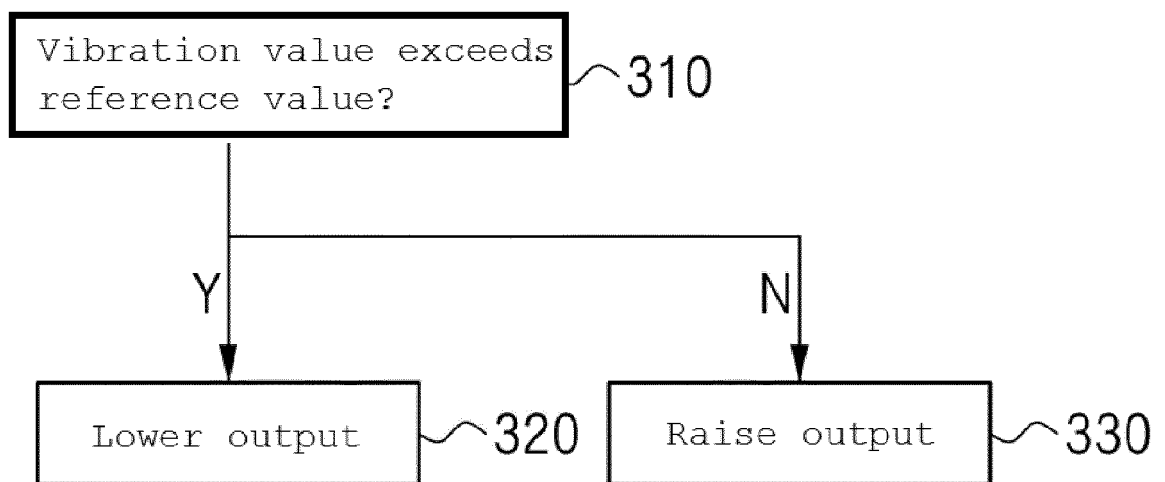 Vibration value exceeds
reference value?
310
Y
N
Lower output
320
Raise output
330